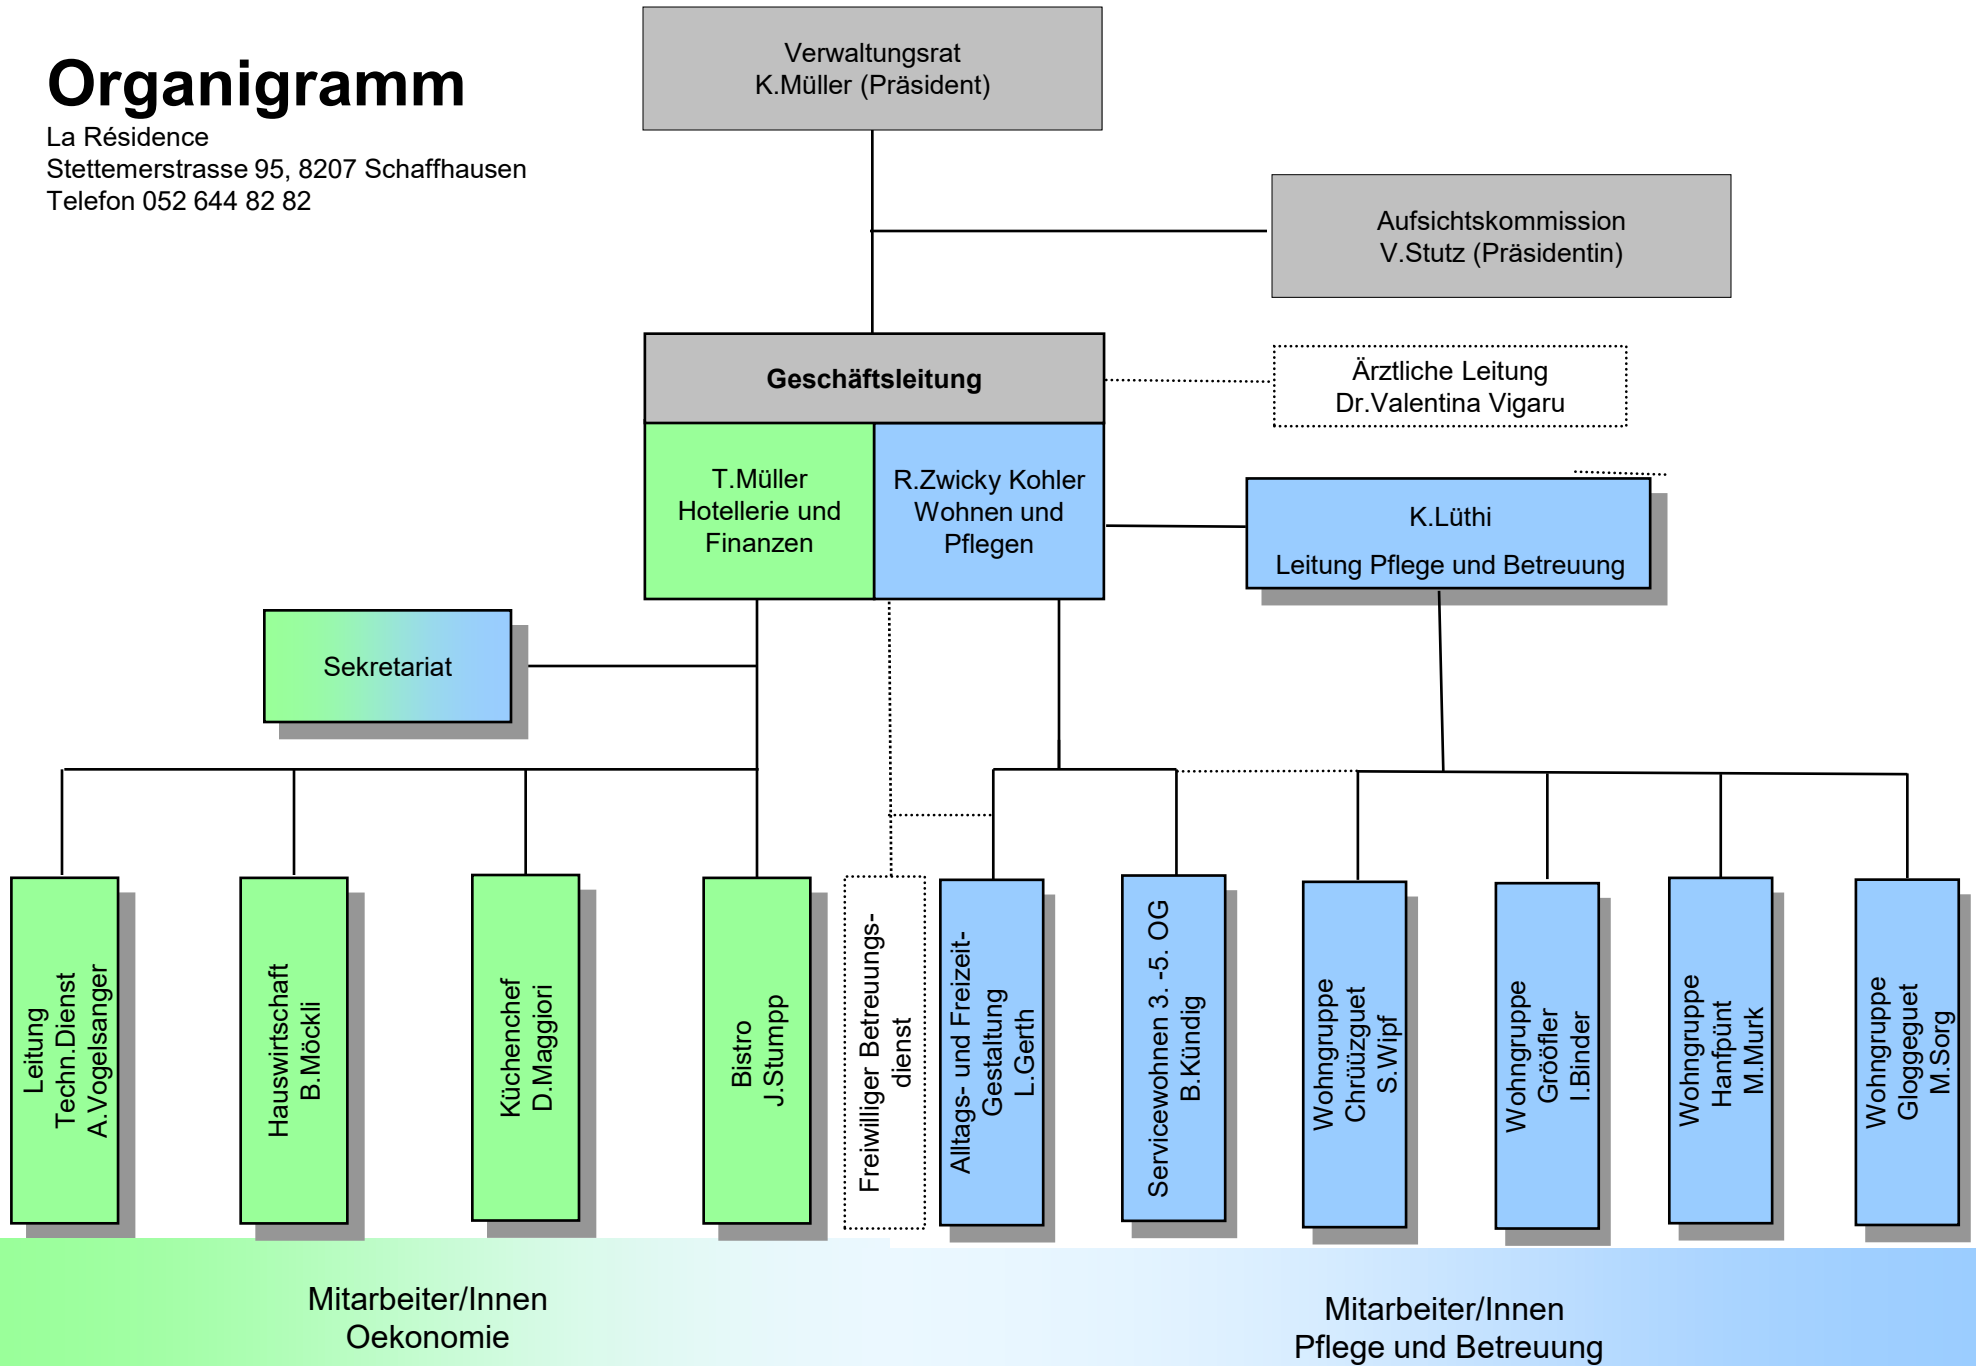 Organigramm
La Résidence
Stettemerstrasse 95, 8207 Schaffhausen
Telefon 052 644 82 82
Verwaltungsrat
K.Müller (Präsident)
Aufsichtskommission
V.Stutz (Präsidentin)
Geschäftsleitung
Ärztliche Leitung
Dr.Valentina Vigaru
T.Müller
Hotellerie und
Finanzen
R.Zwicky Kohler
Wohnen und
Pflegen
K.Lüthi
Leitung Pflege und Betreuung
Sekretariat
Leitung
Techn.Dienst
A.Vogelsanger
Hauswirtschaft
B.Möckli
Küchenchef
D.Maggiori
Bistro
J.Stumpp
Freiwilliger Betreuungs-
dienst
Alltags- und Freizeit-
Gestaltung
L.Gerth
Servicewohnen 3. -5. OG
B.Kündig
Wohngruppe
Chrüüzguet
S.Wipf
Wohngruppe
Grööfler
I.Binder
Wohngruppe
Hanfpünt
M.Murk
Wohngruppe
Gloggeguet
M.Sorg
Mitarbeiter/Innen
Oekonomie
Mitarbeiter/Innen
Pflege und Betreuung